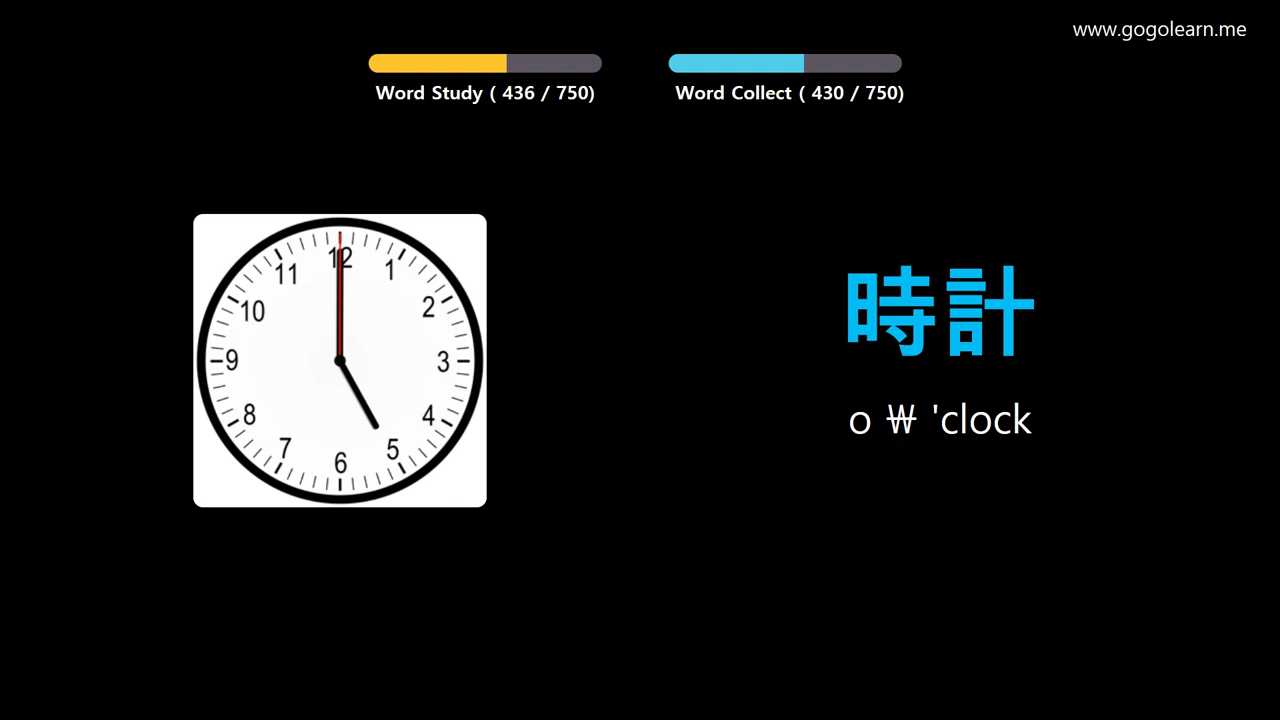 www.gogolearn.me
Word Study ( 436 / 750)
Word Collect ( 430 / 750)
12
1
2
3
4
5
6
7
8
9
10
11
時計
o ₩ 'clock